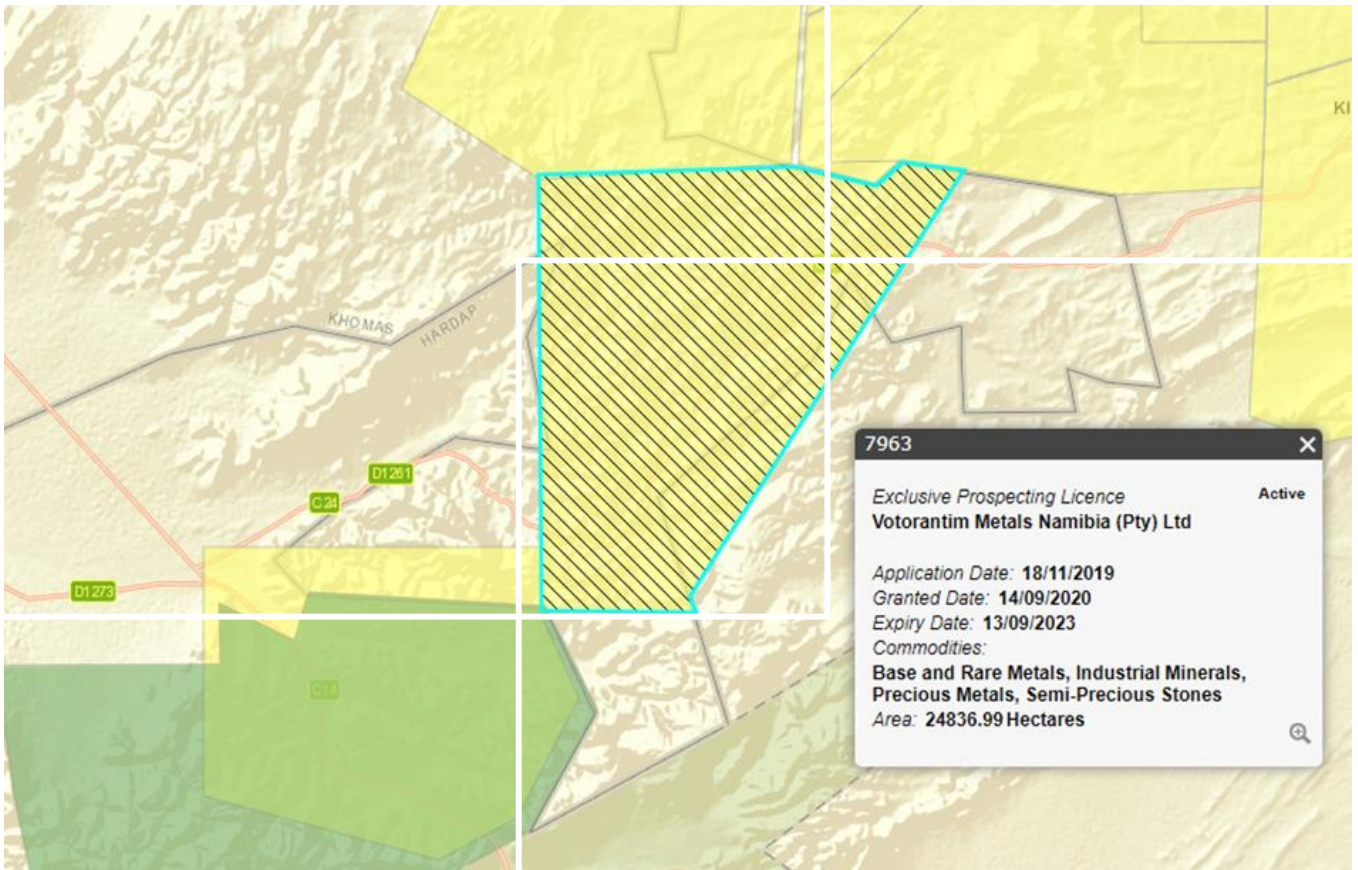 KI
KHOMAS
HARDAP
D1261
C24
D1273
7963
Exclusive Prospecting Licence Active
Votorantim Metals Namibia (Pty) Ltd
Application Date: 18/11/2019
Granted Date: 14/09/2020
Expiry Date: 13/09/2023
Commodities:
Base and Rare Metals, Industrial Minerals,
Precious Metals, Semi-Precious Stones
Area: 24836.99 Hectares